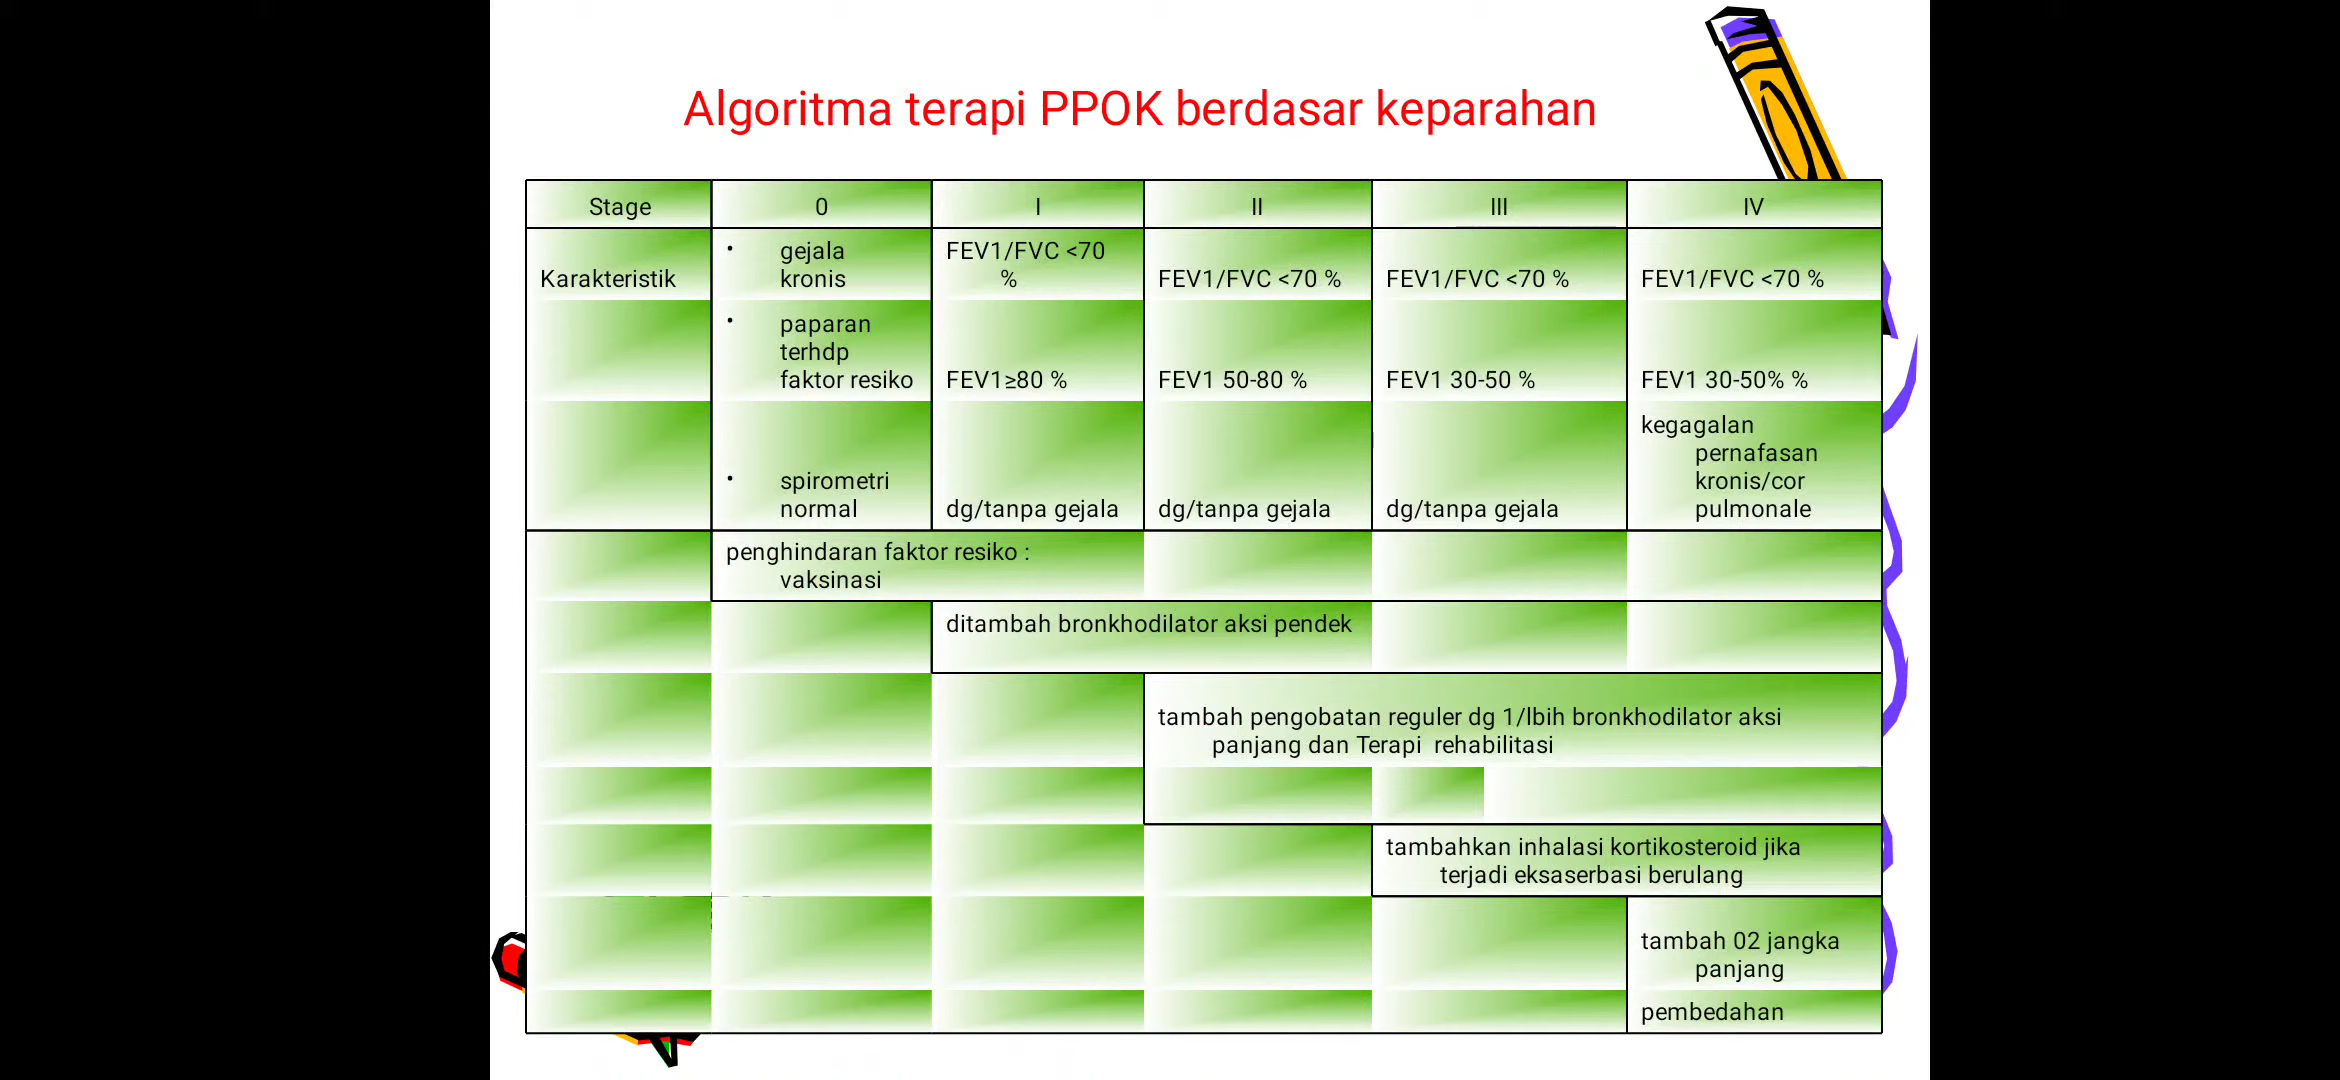 Algoritma terapi PPOK berdasar keparahan
Stage
0
I
II
III
IV
Karakteristik
• gejala
kronis
FEV1/FVC <70
%
FEV1/FVC <70 %
FEV1/FVC <70 %
FEV1/FVC <70 %
• paparan
terhdp
faktor resiko
FEV1≥80 %
FEV1 50-80 %
FEV1 30-50 %
FEV1 30-50% %
• spirometri
normal
dg/tanpa gejala
dg/tanpa gejala
dg/tanpa gejala
kegagalan
pernafasan
kronis/cor
pulmonale
penghindaran faktor resiko :
vaksinasi
ditambah bronkhodilator aksi pendek
tambah pengobatan reguler dg 1/lbih bronkhodilator aksi
panjang dan Terapi  rehabilitasi
tambahkan inhalasi kortikosteroid jika
terjadi eksaserbasi berulang
tambah 02 jangka
panjang
pembedahan